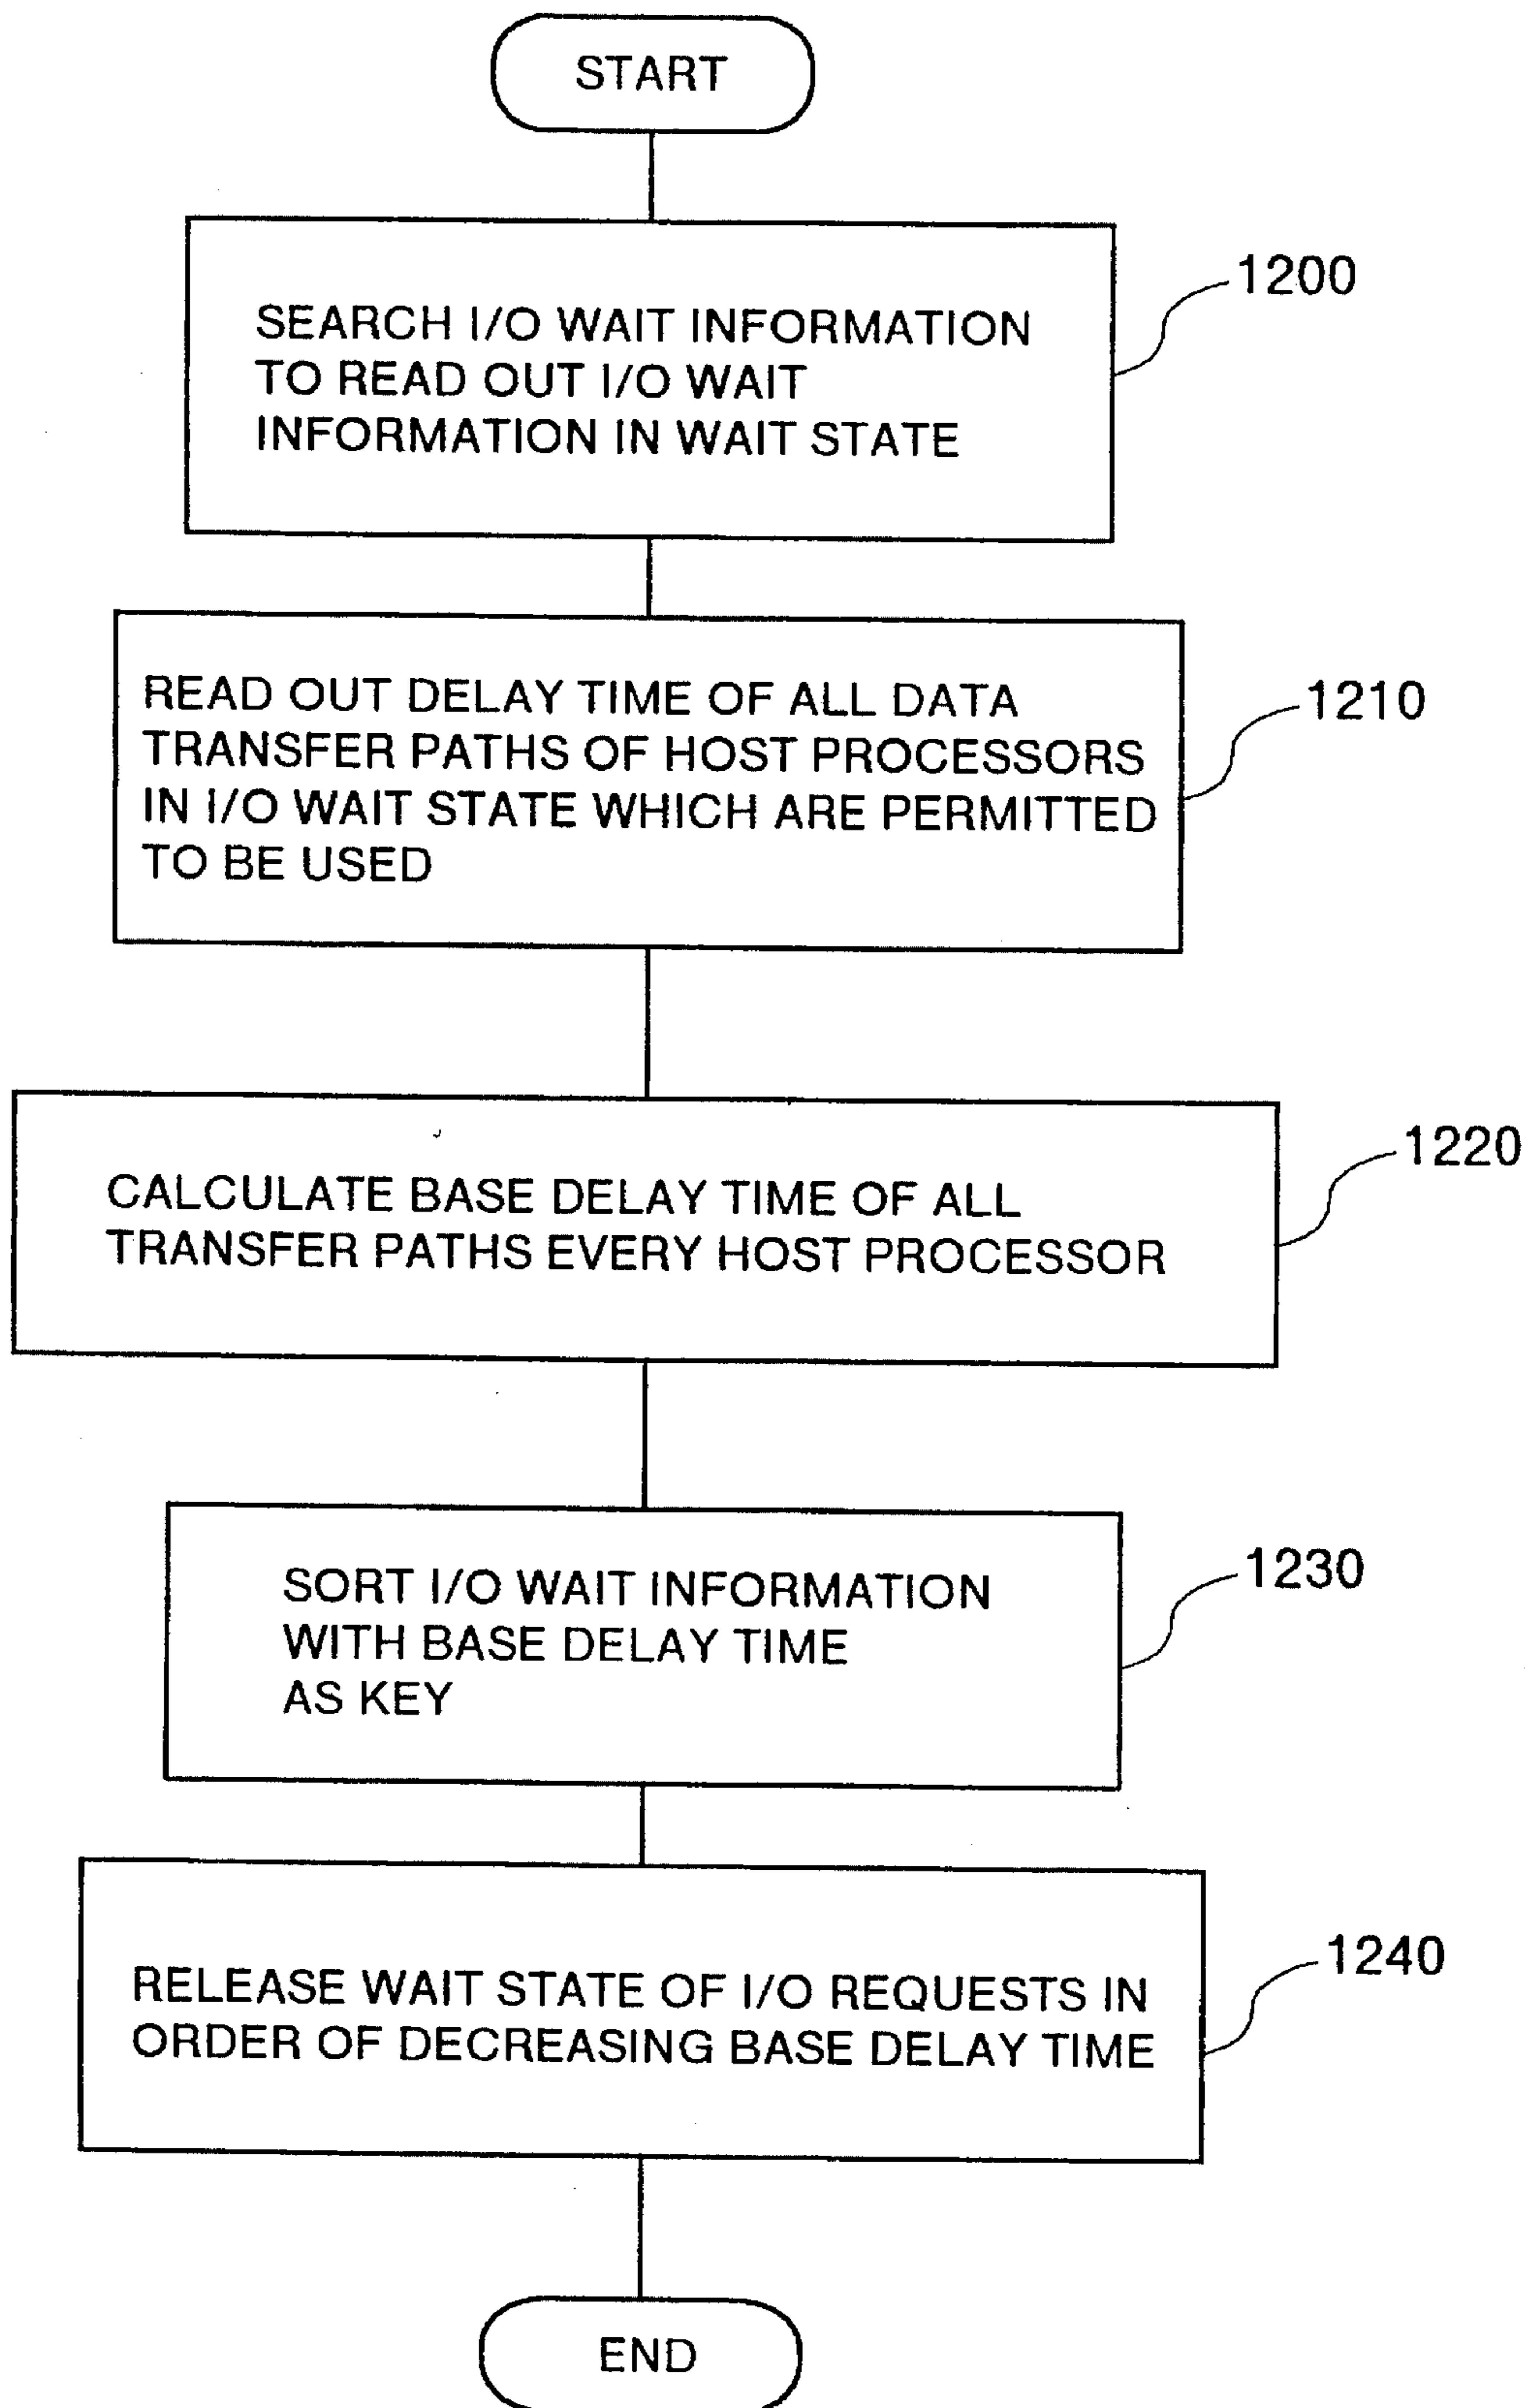 START
1200
SEARCH I/O WAIT INFORMATION
TO READ OUT I/O WAIT
INFORMATION IN WAIT STATE
1210
READ OUT DELAY TIME OF ALL DATA
TRANSFER PATHS OF HOST PROCESSORS
IN I/O WAIT STATE WHICH ARE PERMITTED
TO BE USED
1220
CALCULATE BASE DELAY TIME OF ALL
TRANSFER PATHS EVERY HOST PROCESSOR
1230
SORT I/O WAIT INFORMATION
WITH BASE DELAY TIME
AS KEY
1240
RELEASE WAIT STATE OF I/O REQUESTS IN
ORDER OF DECREASING BASE DELAY TIME
END